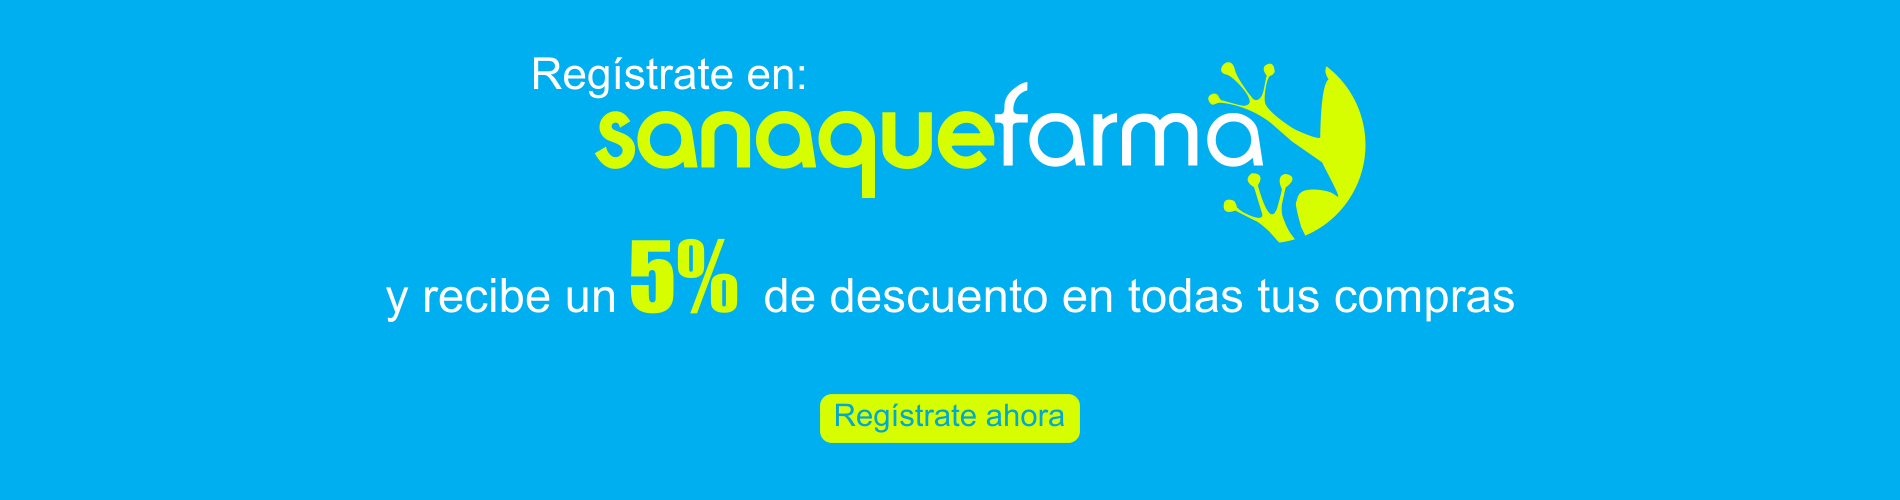 Regístrate en:
sanaquefarma
y recibe un 5% de descuento en todas tus compras
Regístrate ahora